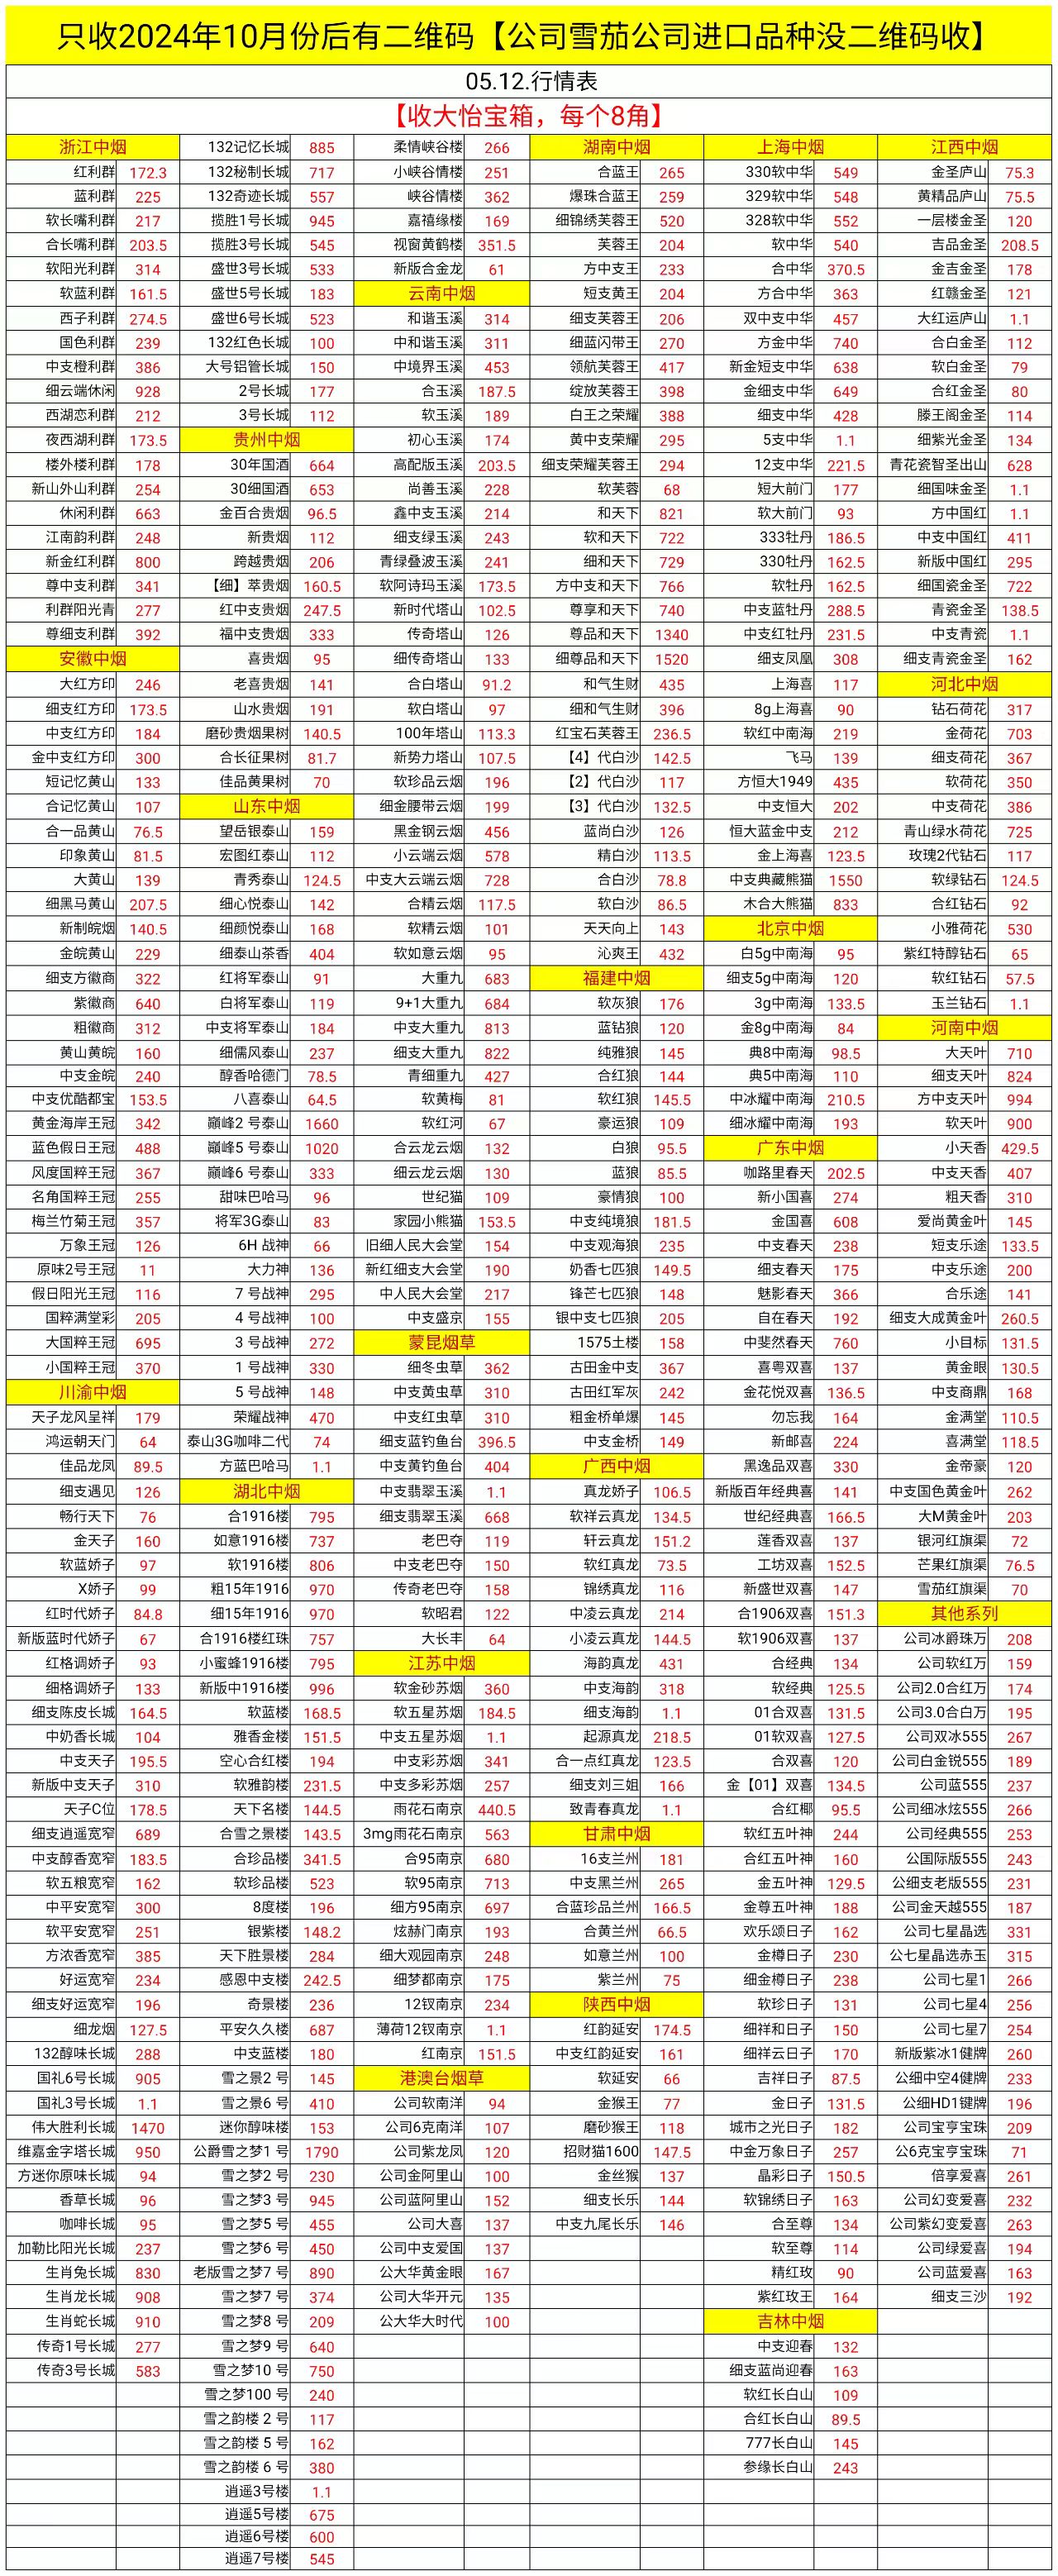 只收2024年10月份后有二维码【公司雪茄公司进口品种没二维码收】
05.12.行情表
【收大怡宝箱，每个8角】
浙江中烟 132记忆长城 885 柔情峡谷楼 266 湖南中烟 上海中烟 江西中烟
红利群 172.3 132秘制长城 717 小峡谷情楼 251 合蓝王 265 330软中华 549 金圣庐山 75.3
蓝利群 225 132奇迹长城 557 峡谷情楼 362 爆珠合蓝王 259 329软中华 548 黄精品庐山 75.5
软长嘴利群 217 揽胜1号长城 945 嘉禧缘楼 169 细锦绣芙蓉王 520 328软中华 552 一层楼金圣 120
合长嘴利群 203.5 揽胜3号长城 545 视窗黄鹤楼 351.5 芙蓉王 204 软中华 540 吉品金圣 208.5
软阳光利群 314 盛世3号长城 533 新版合金龙 61 方中支王 233 合中华 370.5 金吉金圣 178
软蓝利群 161.5 盛世5号长城 183 云南中烟 短支黄王 204 方合中华 363 红赣金圣 121
西子利群 274.5 盛世6号长城 523 和谐玉溪 314 细支芙蓉王 206 双中支中华 457 大红运庐山 1.1
国色利群 239 132红色长城 100 中和谐玉溪 311 细蓝闪带王 270 方金中华 740 合白金圣 112
中支橙利群 386 大号铝管长城 150 中境界玉溪 453 领航芙蓉王 417 新金短支中华 638 软白金圣 79
细云端休闲 928 2号长城 177 合玉溪 187.5 绽放芙蓉王 398 金细支中华 649 合红金圣 80
西湖恋利群 212 3号长城 112 软玉溪 189 白王之荣耀 388 细支中华 428 滕王阁金圣 114
夜西湖利群 173.5 贵州中烟 初心玉溪 174 黄中支荣耀 295 5支中华 1.1 细紫光金圣 134
楼外楼利群 178 30年国酒 664 高配版玉溪 203.5 细支荣耀芙蓉王 294 12支中华 221.5 青花瓷智圣出山 628
新山外山利群 254 30细国酒 653 尚善玉溪 228 软芙蓉 68 短大前门 177 细国味金圣 1.1
休闲利群 663 金百合贵烟 96.5 鑫中支玉溪 214 和天下 821 软大前门 93 方中国红 1.1
江南韵利群 248 新贵烟 112 细支绿玉溪 243 软和天下 722 333牡丹 186.5 中支中国红 411
新金红利群 800 跨越贵烟 206 青绿叠波玉溪 241 细和天下 729 330牡丹 162.5 新版中国红 295
尊中支利群 341 【细】萃贵烟 160.5 软阿诗玛玉溪 173.5 方中支和天下 766 软牡丹 162.5 细国瓷金圣 722
利群阳光青 277 红中支贵烟 247.5 新时代塔山 102.5 尊享和天下 740 中支蓝牡丹 288.5 青瓷金圣 138.5
尊细支利群 392 福中支贵烟 333 传奇塔山 126 尊品和天下 1340 中支红牡丹 231.5 中支青瓷 1.1
安徽中烟 喜贵烟 95 细传奇塔山 133 细尊品和天下 1520 细支凤凰 308 细支青瓷金圣 162
大红方印 246 老喜贵烟 141 合白塔山 91.2 和气生财 435 上海喜 117 河北中烟
细支红方印 173.5 山水贵烟 191 软白塔山 97 细和气生财 396 8g上海喜 90 钻石荷花 317
中支红方印 184 磨砂贵烟果树 140.5 100年塔山 113.3 红宝石芙蓉王 236.5 软红中南海 219 金荷花 703
金中支红方印 300 合长征果树 81.7 新势力塔山 107.5 【4】代白沙 142.5 飞马 139 细支荷花 367
短记忆黄山 133 佳品黄果树 70 软珍品云烟 196 【2】代白沙 117 方恒大1949 435 软荷花 350
合记忆黄山 107 山东中烟 细金腰带云烟 199 【3】代白沙 132.5 中支恒大 202 中支荷花 386
合一品黄山 76.5 望岳银泰山 159 黑金钢云烟 456 蓝尚白沙 126 恒大蓝金中支 212 青山绿水荷花 725
印象黄山 81.5 宏图红泰山 112 小云端云烟 578 精白沙 113.5 金上海喜 123.5 玫瑰2代钻石 117
大黄山 139 青秀泰山 124.5 中支大云端云烟 728 合白沙 78.8 中支典藏熊猫 1550 软绿钻石 124.5
细黑马黄山 207.5 细心悦泰山 142 合精云烟 117.5 软白沙 86.5 木合大熊猫 833 合红钻石 92
新制皖烟 140.5 细颜悦泰山 168 软精云烟 101 天天向上 143 北京中烟 小雅荷花 530
金皖黄山 229 细泰山茶香 404 软如意云烟 95 沁爽王 432 白5g中南海 95 紫红特醇钻石 65
细支方徽商 322 红将军泰山 91 大重九 683 福建中烟 细支5g中南海 120 软红钻石 57.5
紫徽商 640 白将军泰山 119 9+1大重九 684 软灰狼 176 3g中南海 133.5 玉兰钻石 1.1
粗徽商 312 中支将军泰山 184 中支大重九 813 蓝钻狼 120 金8g中南海 84 河南中烟
黄山黄皖 160 细儒风泰山 237 细支大重九 822 纯雅狼 145 典8中南海 98.5 大天叶 710
中支金皖 240 醇香哈德门 78.5 青细重九 427 合红狼 144 典5中南海 110 细支天叶 824
中支优酷都宝 153.5 八喜泰山 64.5 软黄梅 81 软红狼 145.5 中冰耀中南海 210.5 方中支天叶 994
黄金海岸王冠 342 巅峰2 号泰山 1660 软红河 67 豪运狼 109 细冰耀中南海 193 软天叶 900
蓝色假日王冠 488 巅峰5 号泰山 1020 合云龙云烟 132 白狼 95.5 广东中烟 小天香 429.5
风度国粹王冠 367 巅峰6 号泰山 333 细云龙云烟 130 蓝狼 85.5 咖路里春天 202.5 中支天香 407
名角国粹王冠 255 甜味巴哈马 96 世纪猫 109 豪情狼 100 新小国喜 274 粗天香 310
梅兰竹菊王冠 357 将军3G泰山 83 家园小熊猫 153.5 中支纯境狼 181.5 金国喜 608 爱尚黄金叶 145
万象王冠 126 6H 战神 66 旧细人民大会堂 154 中支观海狼 235 中支春天 238 短支乐途 133.5
原味2号王冠 11 大力神 136 新红细支大会堂 190 奶香七匹狼 149.5 细支春天 175 中支乐途 200
假日阳光王冠 116 7 号战神 295 中人民大会堂 217 锋芒七匹狼 148 魅影春天 366 合乐途 141
国粹满堂彩 205 4 号战神 100 中支盛京 155 银中支七匹狼 205 自在春天 192 细支大成黄金叶 260.5
大国粹王冠 695 3 号战神 272 蒙昆烟草 1575土楼 158 中斐然春天 760 小目标 131.5
小国粹王冠 370 1 号战神 330 细冬虫草 362 古田金中支 367 喜粤双喜 137 黄金眼 130.5
川渝中烟 5 号战神 148 中支黄虫草 310 古田红军灰 242 金花悦双喜 136.5 中支商鼎 168
天子龙风呈祥 179 荣耀战神 470 中支红虫草 310 粗金桥单爆 145 勿忘我 164 金满堂 110.5
鸿运朝天门 64 泰山3G咖啡二代 74 细支蓝钓鱼台 396.5 中支金桥 149 新邮喜 224 喜满堂 118.5
佳品龙凤 89.5 方蓝巴哈马 1.1 中支黄钓鱼台 404 广西中烟 黑逸品双喜 330 金帝豪 120
细支遇见 126 湖北中烟 中支翡翠玉溪 1.1 真龙娇子 106.5 新版百年经典喜 141 中支国色黄金叶 262
畅行天下 76 合1916楼 795 细支翡翠玉溪 668 软祥云真龙 134.5 世纪经典喜 166.5 大M黄金叶 203
金天子 160 如意1916楼 737 老巴夺 119 轩云真龙 151.2 莲香双喜 137 银河红旗渠 72
软蓝娇子 97 软1916楼 806 中支老巴夺 150 软红真龙 73.5 工坊双喜 152.5 芒果红旗渠 76.5
X娇子 99 粗15年1916 970 传奇老巴夺 158 锦绣真龙 116 新盛世双喜 147 雪茄红旗渠 70
红时代娇子 84.8 细15年1916 970 软昭君 122 中凌云真龙 214 合1906双喜 151.3 其他系列
新版蓝时代娇子 67 合1916楼红珠 757 大长丰 64 小凌云真龙 144.5 软1906双喜 137 公司冰爵珠万 208
红格调娇子 93 小蜜蜂1916楼 795 江苏中烟 海韵真龙 431 合经典 134 公司软红万 159
细格调娇子 133 新版中1916楼 996 软金砂苏烟 360 中支海韵 318 软经典 125.5 公司2.0合红万 174
细支陈皮长城 164.5 软蓝楼 168.5 软五星苏烟 184.5 细支海韵 1.1 01合双喜 131.5 公司3.0合白万 195
中奶香长城 104 雅香金楼 151.5 中支五星苏烟 1.1 起源真龙 218.5 01软双喜 127.5 公司双冰555 267
中支天子 195.5 空心合红楼 194 中支彩苏烟 341 合一点红真龙 123.5 合双喜 120 公司白金锐555 189
新版中支天子 310 软雅韵楼 231.5 中支多彩苏烟 257 细支刘三姐 166 金【01】双喜 134.5 公司蓝555 237
天子C位 178.5 天下名楼 144.5 雨花石南京 440.5 致青春真龙 1.1 合红椰 95.5 公司细冰炫555 266
细支逍遥宽窄 689 合雪之景楼 143.5 3mg雨花石南京 563 甘肃中烟 软红五叶神 244 公司经典555 253
中支醇香宽窄 183.5 合珍品楼 341.5 合95南京 680 16支兰州 181 合红五叶神 160 公国际版555 243
软五粮宽窄 162 软珍品楼 523 软95南京 713 中支黑兰州 265 金五叶神 129.5 公细支老版555 231
中平安宽窄 300 8度楼 196 细方95南京 697 合蓝珍品兰州 166.5 金尊五叶神 188 公司金天越555 187
软平安宽窄 251 银紫楼 148.2 炫赫门南京 193 合黄兰州 66.5 欢乐颂日子 162 公司七星晶选 331
方浓香宽窄 385 天下胜景楼 284 细大观园南京 248 如意兰州 100 金樽日子 230 公七星晶选赤玉 315
好运宽窄 234 感恩中支楼 242.5 细梦都南京 175 紫兰州 75 细金樽日子 238 公司七星1 266
细支好运宽窄 196 奇景楼 236 12钗南京 234 陕西中烟 软珍日子 131 公司七星4 256
细龙烟 127.5 平安久久楼 687 薄荷12钗南京 1.1 红韵延安 174.5 细祥和日子 150 公司七星7 254
132醇味长城 288 中支蓝楼 180 红南京 151.5 中支红韵延安 161 细祥云日子 170 新版紫冰1健牌 260
国礼6号长城 905 雪之景2 号 145 港澳台烟草 软延安 66 吉祥日子 87.5 公细中空4健牌 233
国礼3号长城 1.1 雪之景6 号 410 公司软南洋 94 金猴王 77 金日子 131.5 公细HD1键牌 196
伟大胜利长城 1470 迷你醇味楼 153 公司6克南洋 107 磨砂猴王 118 城市之光日子 182 公司宝亨宝珠 209
维嘉金字塔长城 950 公爵雪之梦1 号 1790 公司紫龙凤 120 招财猫1600 147.5 中金万象日子 257 公6克宝亨宝珠 71
方迷你原味长城 94 雪之梦2 号 230 公司金阿里山 100 金丝猴 137 晶彩日子 150.5 倍享爱喜 261
香草长城 96 雪之梦3 号 945 公司蓝阿里山 152 细支长乐 144 软锦绣日子 163 公司幻变爱喜 232
咖啡长城 95 雪之梦5 号 455 公司大喜 137 中支九尾长乐 146 合至尊 134 公司紫幻变爱喜 263
加勒比阳光长城 237 雪之梦6 号 450 公司中支爱国 137 软至尊 114 公司绿爱喜 194
生肖兔长城 830 老版雪之梦7 号 890 公大华黄金眼 167 精红玫 90 公司蓝爱喜 163
生肖龙长城 908 雪之梦7 号 374 公司大华开元 135 紫红玫王 164 细支三沙 192
生肖蛇长城 910 雪之梦8 号 209 公大华大时代 100 吉林中烟
传奇1号长城 277 雪之梦9 号 640 中支迎春 132
传奇3号长城 583 雪之梦10 号 750 细支蓝尚迎春 163
雪之梦100 号 240 软红长白山 109
雪之韵楼 2 号 117 合红长白山 89.5
雪之韵楼 5 号 162 777长白山 145
雪之韵楼 6 号 380 参缘长白山 243
逍遥3号楼 1.1
逍遥5号楼 675
逍遥6号楼 600
逍遥7号楼 545